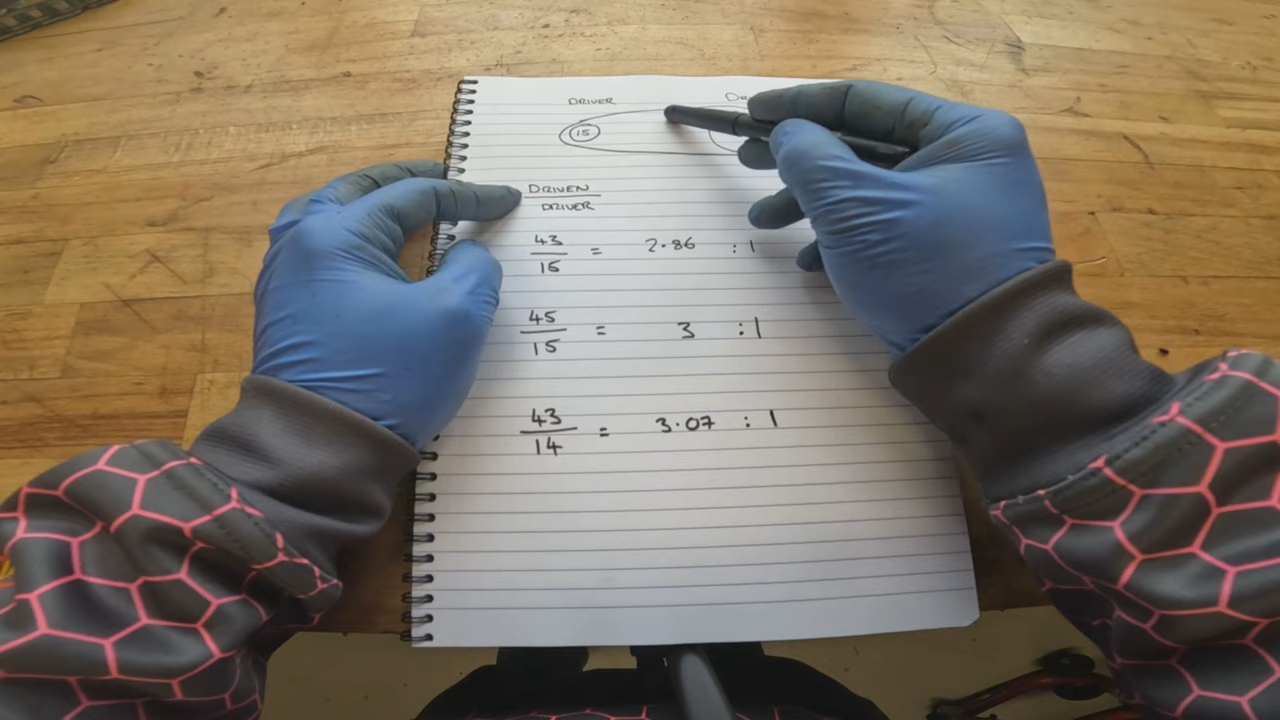 DRIVER
15
DRIVEN
DRIVER
43
15 = 2.86 :1
45
15 = 3 :1
43
14 = 3.07 : 1